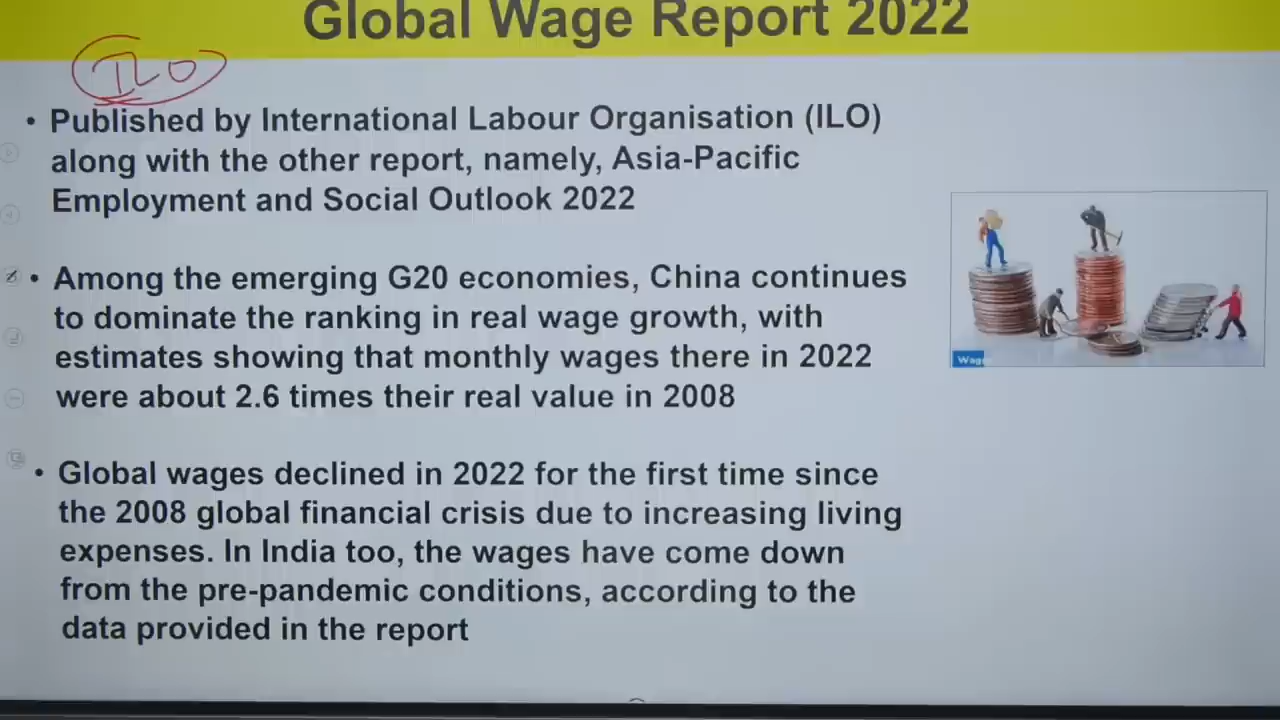 Global Wage Report 2022
ILO
• Published by International Labour Organisation (ILO)
along with the other report, namely, Asia-Pacific
Employment and Social Outlook 2022
• Among the emerging G20 economies, China continues
to dominate the ranking in real wage growth, with
estimates showing that monthly wages there in 2022
were about 2.6 times their real value in 2008
Wage
• Global wages declined in 2022 for the first time since
the 2008 global financial crisis due to increasing living
expenses. In India too, the wages have come down
from the pre-pandemic conditions, according to the
data provided in the report